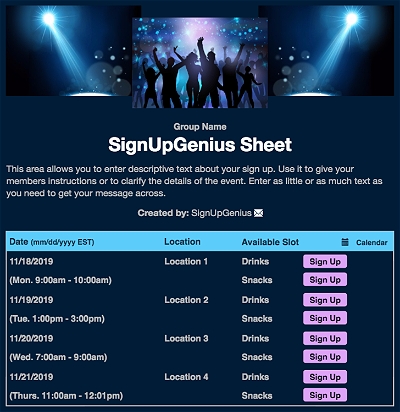 Group Name
SignUpGenius Sheet
This area allows you to enter descriptive text about your sign up. Use it to give your
members instructions or to clarify the details of the event. Enter as little or as much text as
you need to get your message across.
Created by: SignUpGenius
Date (mm/dd/yyyy EST) Location Available Slot Calendar
11/18/2019 Location 1 Drinks Sign Up
(Mon. 9:00am - 10:00am) Snacks Sign Up
11/19/2019 Location 2 Drinks Sign Up
(Tue. 1:00pm - 3:00pm) Snacks Sign Up
11/20/2019 Location 3 Drinks Sign Up
(Wed. 7:00am - 9:00am) Snacks Sign Up
11/21/2019 Location 4 Drinks Sign Up
(Thurs. 11:00am - 12:01pm) Snacks Sign Up